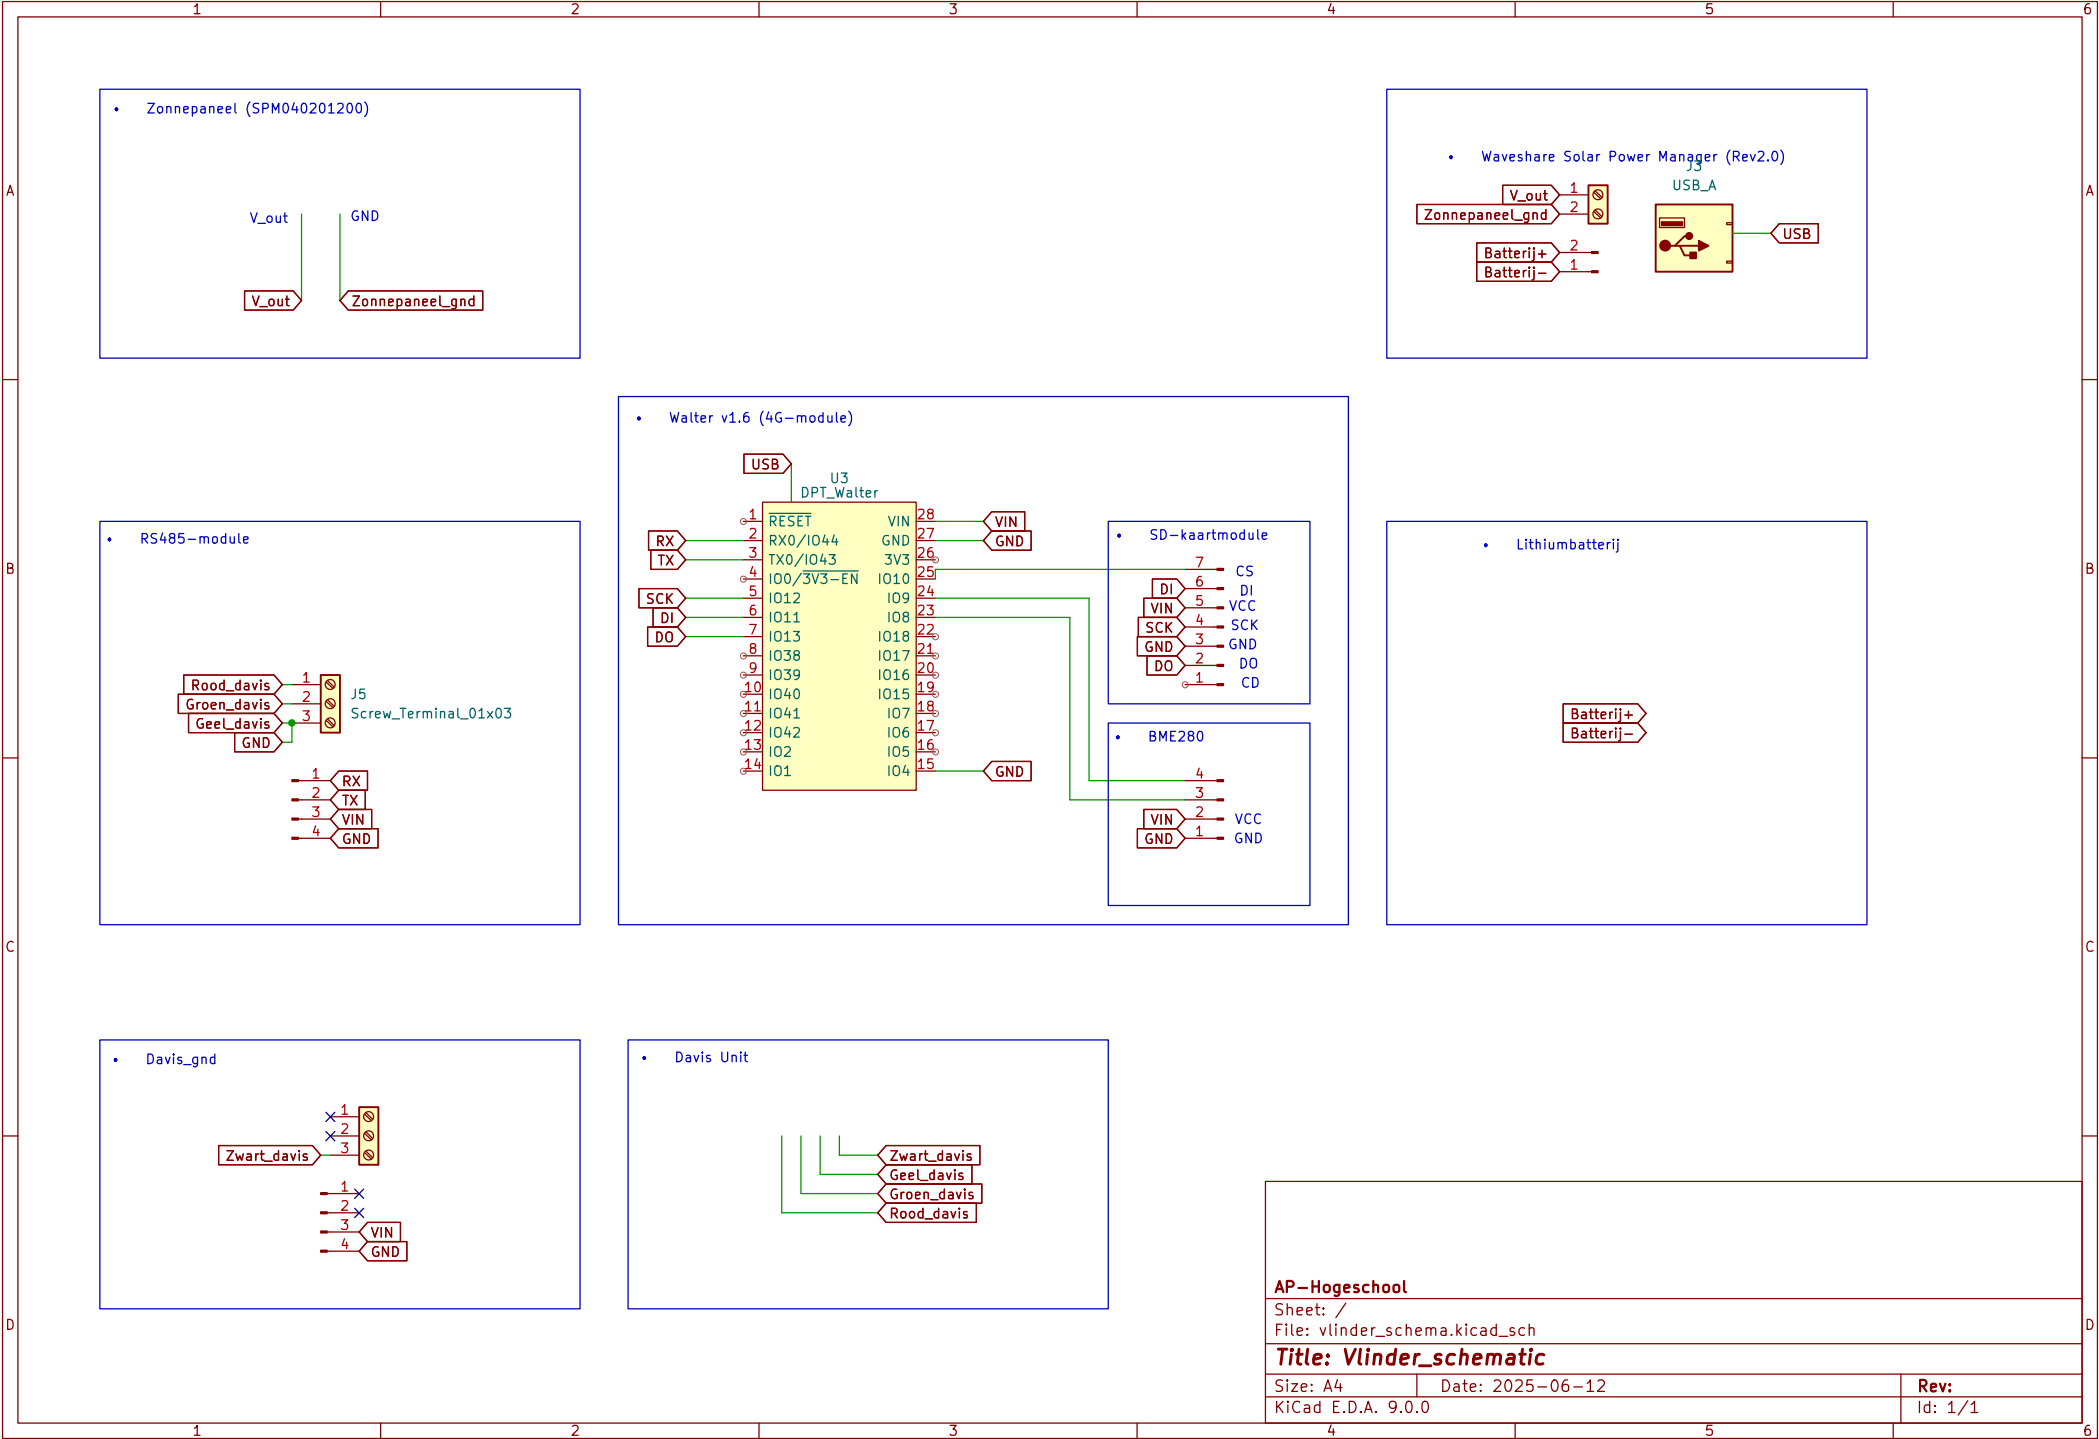 1 2 3 4 5 6
A
B
C
D
• Zonnepaneel (SPM040201200)
V_out
GND
V_out
Zonnepaneel_gnd
• Waveshare Solar Power Manager (Rev2.0)
J3
USB_A
V_out 1
Zonnepaneel_gnd 2
Batterij+ 2
Batterij- 1
USB
• Walter v1.6 (4G-module)
USB
U3
DPT_Walter
1 RESET
RX 2 RX0/IO44
TX 3 TX0/IO43
4 IO0/3V3-EN
SCK 5 IO12
DI 6 IO11
DO 7 IO13
8 IO38
9 IO39
10 IO40
11 IO41
12 IO42
13 IO2
14 IO1
VIN 28 VIN
GND 27 GND
3V3 26
IO10 25
IO9 24
IO8 23
IO18 22
IO17 21
IO16 20
IO15 19
IO7 18
IO6 17
IO5 16
IO4 15 GND
• SD-kaartmodule
7 CS
DI 6 DI
VIN 5 VCC
SCK 4 SCK
GND 3 GND
DO 2 DO
1 CD
• BME280
4
3
VIN 2 VCC
GND 1 GND
• RS485-module
Rood_davis 1
Groen_davis 2
Geel_davis 3
GND
J5
Screw_Terminal_01x03
1 RX
2 TX
3 VIN
4 GND
• Lithiumbatterij
Batterij+
Batterij-
• Davis_gnd
1
2
Zwart_davis 3
1
2
3 VIN
4 GND
• Davis Unit
Zwart_davis
Geel_davis
Groen_davis
Rood_davis
AP-Hogeschool
Sheet: /
File: vlinder_schema.kicad_sch
Title: Vlinder_schematic
Size: A4 Date: 2025-06-12 Rev:
KiCad E.D.A. 9.0.0 Id: 1/1
A
B
C
D
1 2 3 4 5 6